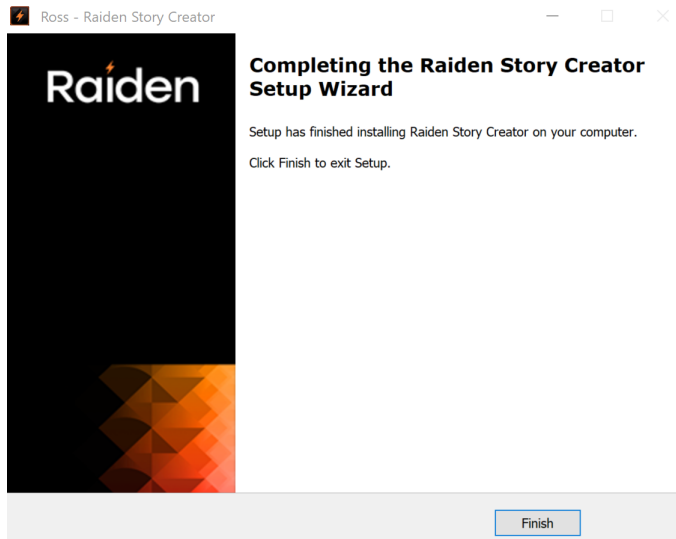 Ross - Raiden Story Creator
Raiden
Completing the Raiden Story Creator
Setup Wizard
Setup has finished installing Raiden Story Creator on your computer.
Click Finish to exit Setup.
Finish